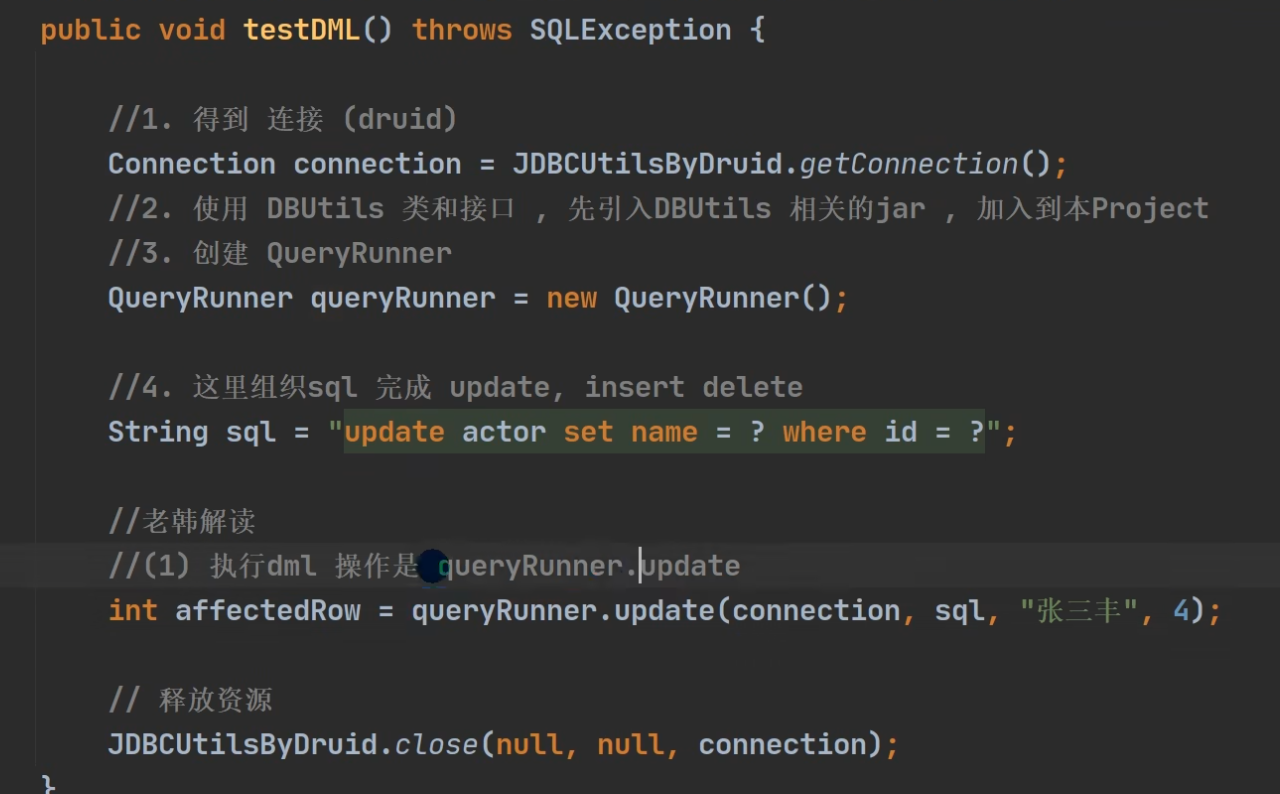 public void testDML() throws SQLException {
//1. 得到 连接 (druid)
Connection connection = JDBCUtilsByDruid.getConnection();
//2. 使用 DBUtils 类和接口 , 先引入DBUtils 相关的jar , 加入到本Project
//3. 创建 QueryRunner
QueryRunner queryRunner = new QueryRunner();
//4. 这里组织sql 完成 update, insert delete
String sql = "update actor set name = ? where id = ?";
//老韩解读
//(1) 执行dml 操作是 queryRunner.update
int affectedRow = queryRunner.update(connection, sql, "张三丰", 4);
// 释放资源
JDBCUtilsByDruid.close(null, null, connection);
}